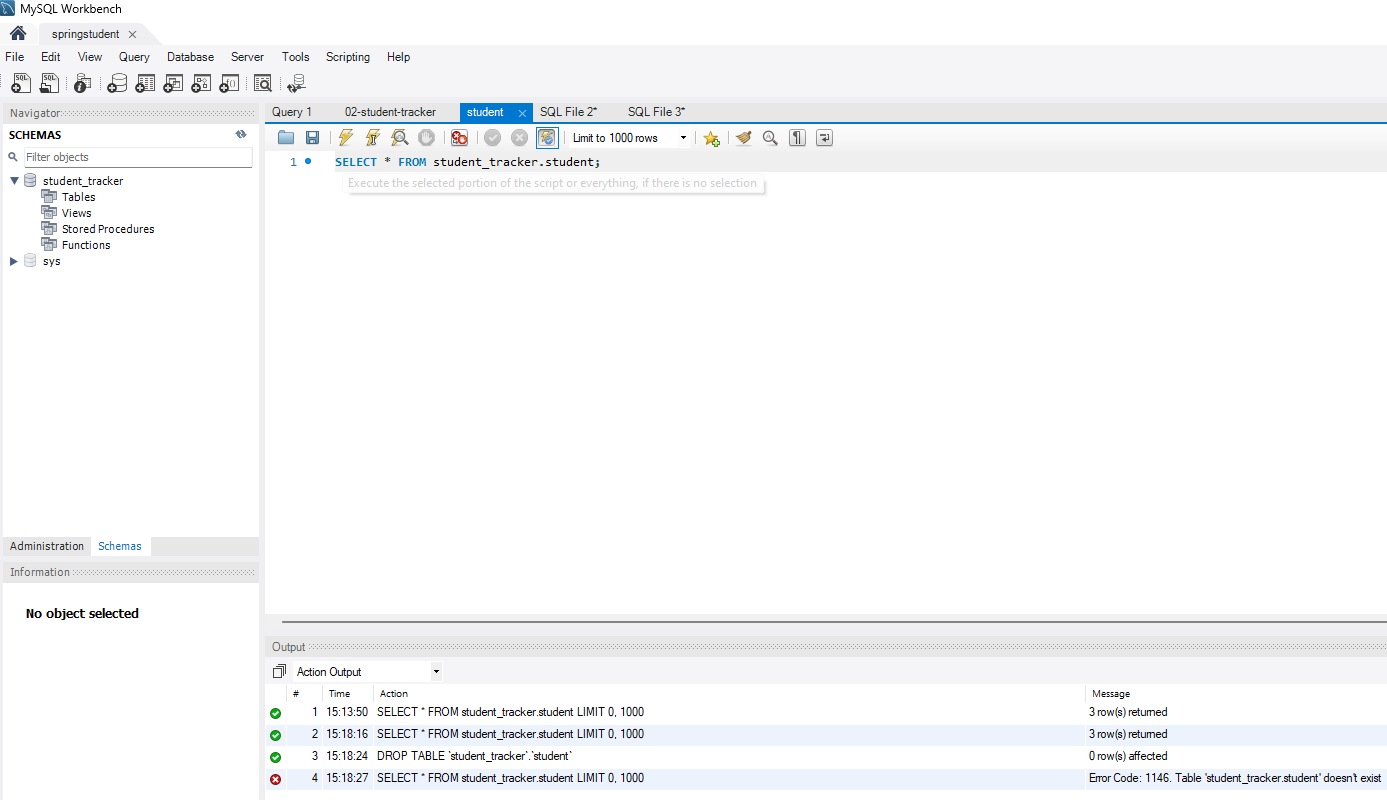 MySQL Workbench
springstudent
File Edit View Query Database Server Tools Scripting Help
Navigator
SCHEMAS
Filter objects
student_tracker
Tables
Views
Stored Procedures
Functions
sys
Administration Schemas
Information
No object selected
Query 1 02-student-tracker student SQL File 2* SQL File 3*
Limit to 1000 rows
1 SELECT * FROM student_tracker.student;
Execute the selected portion of the script or everything, if there is no selection
Output
Action Output
# Time Action Message
1 15:13:50 SELECT * FROM student_tracker.student LIMIT 0, 1000 3 row(s) returned
2 15:18:16 SELECT * FROM student_tracker.student LIMIT 0, 1000 3 row(s) returned
3 15:18:24 DROP TABLE `student_tracker`.`student` 0 row(s) affected
4 15:18:27 SELECT * FROM student_tracker.student LIMIT 0, 1000 Error Code: 1146. Table 'student_tracker.student' doesn't exist